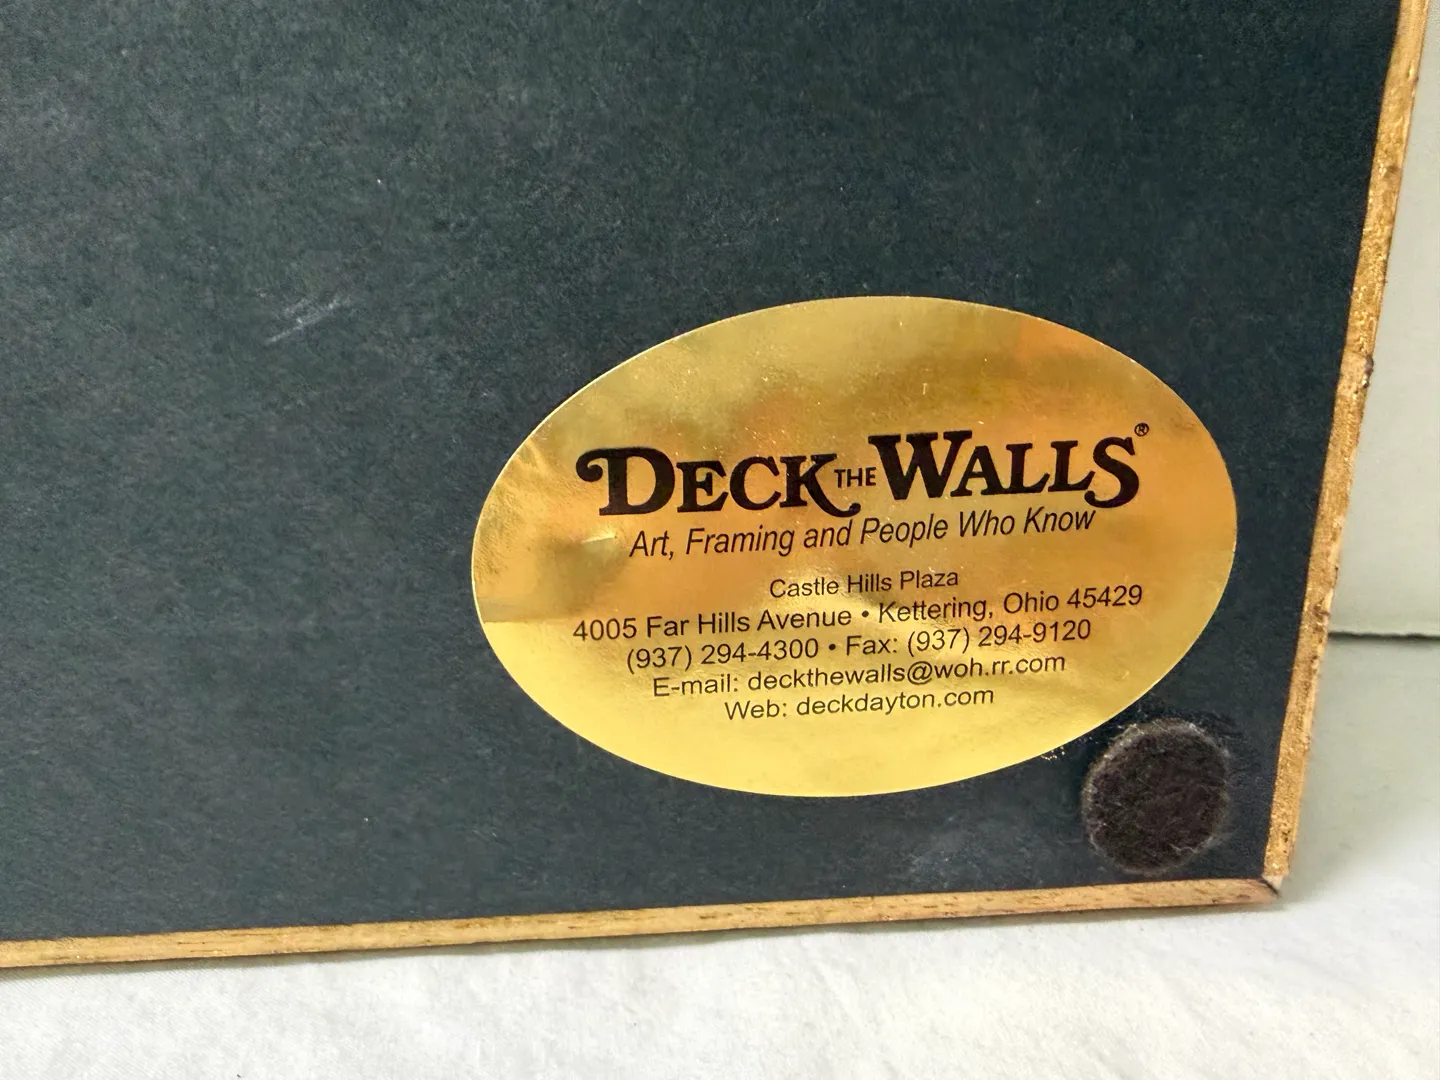 DECK THE WALLS®
Art, Framing and People Who Know
Castle Hills Plaza
4005 Far Hills Avenue • Kettering, Ohio 45429
(937) 294-4300 • Fax: (937) 294-9120
E-mail: deckthewalls@woh.rr.com
Web: deckdayton.com